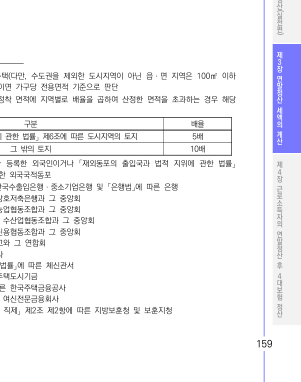 택(다만, 수도권을 제외한 도시지역이 아닌 읍·면 지역은 100㎡ 이하
이면 가구당 전용면적 기준으로 판단
정착 면적에 지역별로 배율을 곱하여 산정한 면적을 초과하는 경우 해당
구분 배율
관한 법률」 제6조에 따른 도시지역의 토지 5배
그 밖의 토지 10배
등록한 외국인이거나 「재외동포의 출입국과 법적 지위에 관한 법률」
한 외국국적동포
한국수출입은행·중소기업은행 및 「은행법」에 따른 은행
상호저축은행과 그 중앙회
농업협동조합과 그 중앙회
수산업협동조합과 그 중앙회
신용협동조합과 그 중앙회
고와 그 연합회
사
법률」에 따른 체신관서
주택도시기금
른 한국주택금융공사
여신전문금융회사
직제」 제2조 제2항에 따른 지방보훈청 및 보훈지청
제3장 연말정산 세액의 계산
제4장 근로소득자의 연말정산 후 4대보험 정산
159